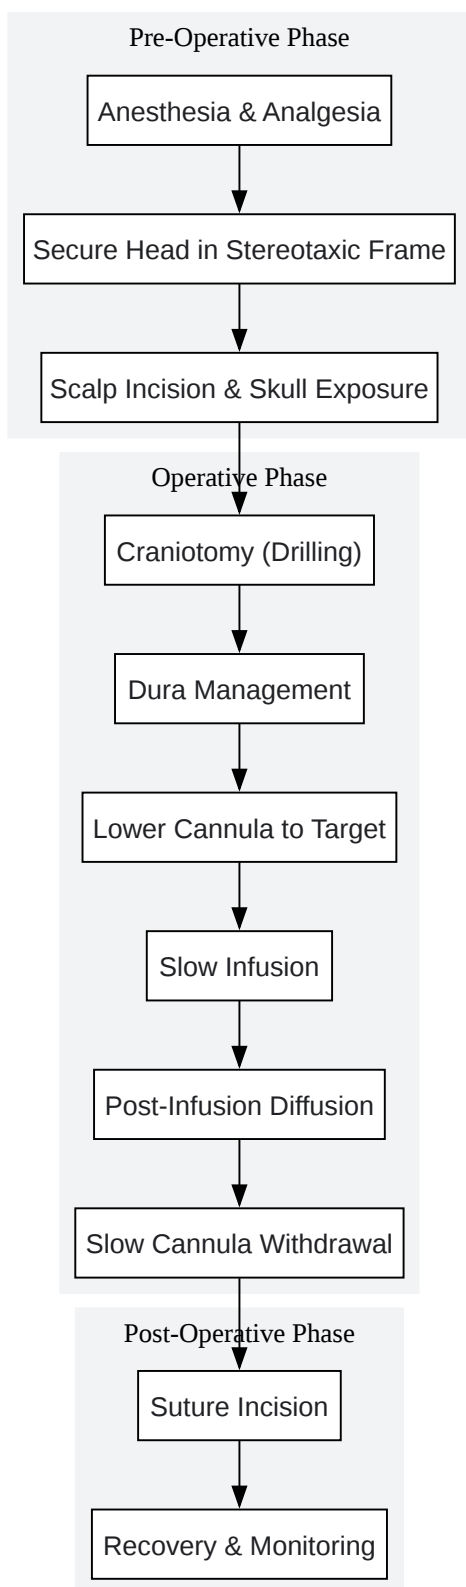 Pre-Operative Phase
Anesthesia & Analgesia
Secure Head in Stereotaxic Frame
Scalp Incision & Skull Exposure
Operative Phase
Craniotomy (Drilling)
Dura Management
Lower Cannula to Target
Slow Infusion
Post-Infusion Diffusion
Slow Cannula Withdrawal
Post-Operative Phase
Suture Incision
Recovery & Monitoring